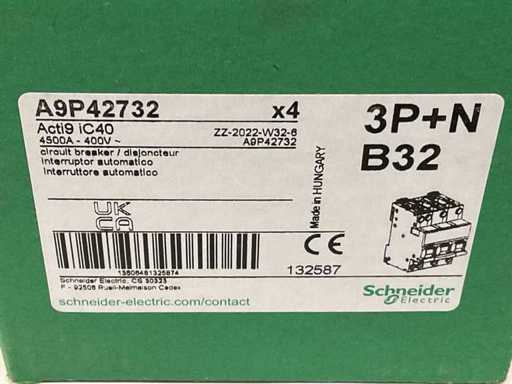 A9P42732 x4
Acti9 iC40
4500A - 400V ~
ZZ-2022-W32-6
A9P42732
circuit breaker / disjoncteur
Interruptor automatico
Interruttore automatico
3P+N
B32
Made in HUNGARY
UK
CA
CE
132587
Schneider Electric, CS 30323
F - 92506 Rueil-Malmaison Cedex
schneider-electric.com/contact
Schneider
Electric